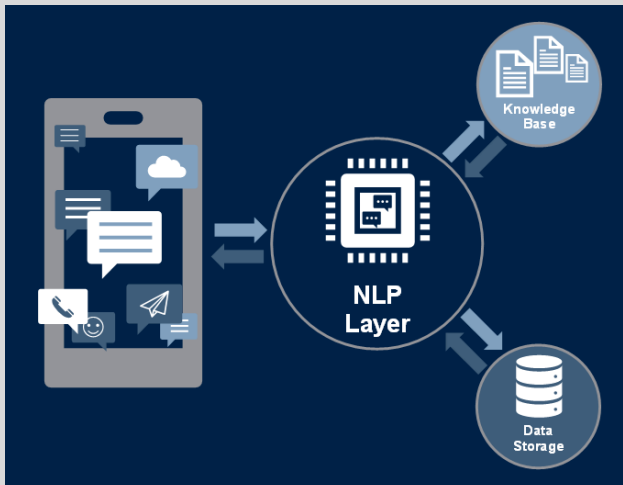 Knowledge
Base
NLP
Layer
Data
Storage